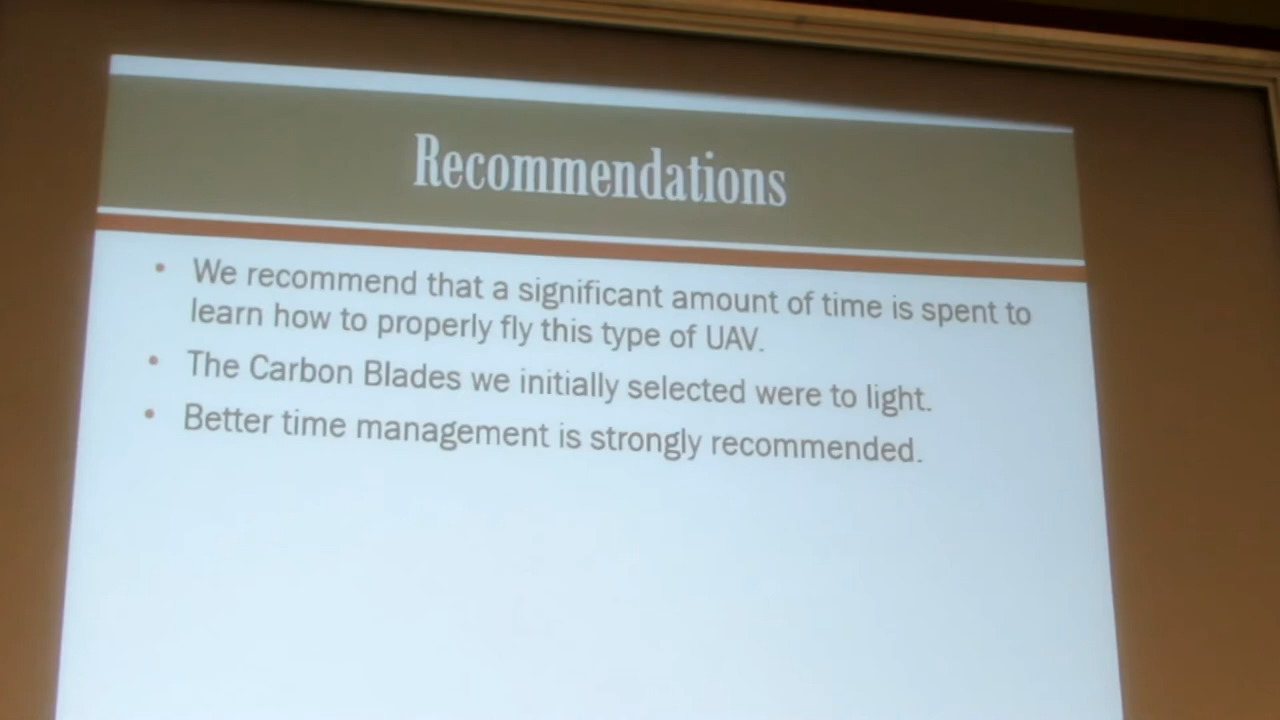 Recommendations
• We recommend that a significant amount of time is spent to
learn how to properly fly this type of UAV.
• The Carbon Blades we initially selected were to light.
• Better time management is strongly recommended.